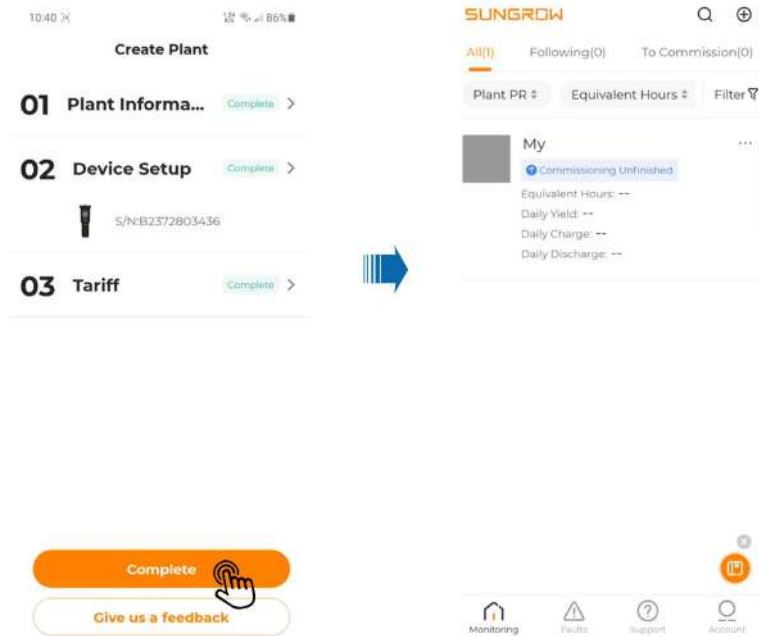 10:40
86%
Create Plant
01 Plant Informa... Complete >
02 Device Setup Complete >
S/N:B2372803436
03 Tariff Complete >
Complete
Give us a feedback
SUNGROW
All(1) Following(0) To Commission(0)
Plant PR Equivalent Hours Filter
My ...
Commissioning Unfinished
Equivalent Hours: --
Daily Yield: --
Daily Charge: --
Daily Discharge: --
Monitoring Faults Support Account